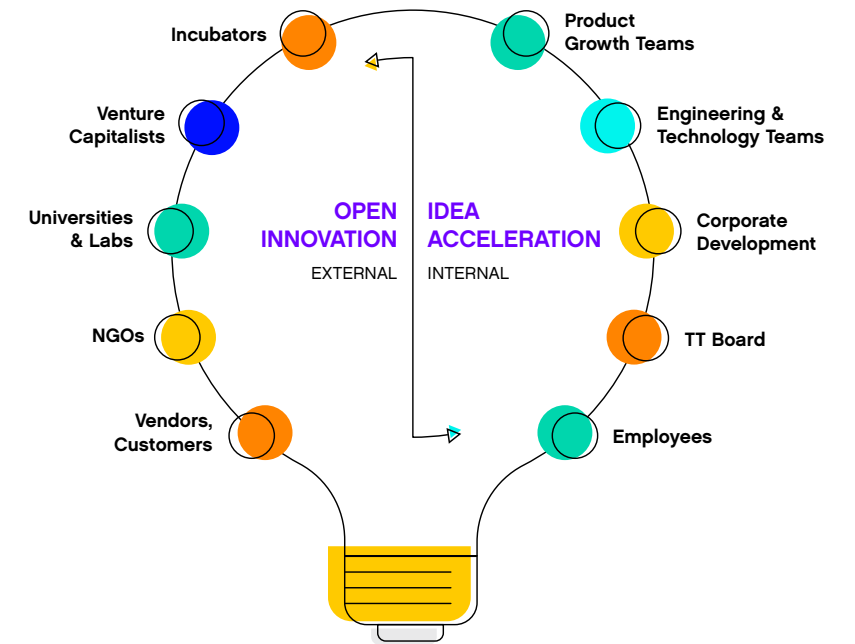 Incubators
Venture
Capitalists
Universities
& Labs
NGOs
Vendors,
Customers
OPEN
INNOVATION
EXTERNAL
IDEA
ACCELERATION
INTERNAL
Product
Growth Teams
Engineering &
Technology Teams
Corporate
Development
TT Board
Employees